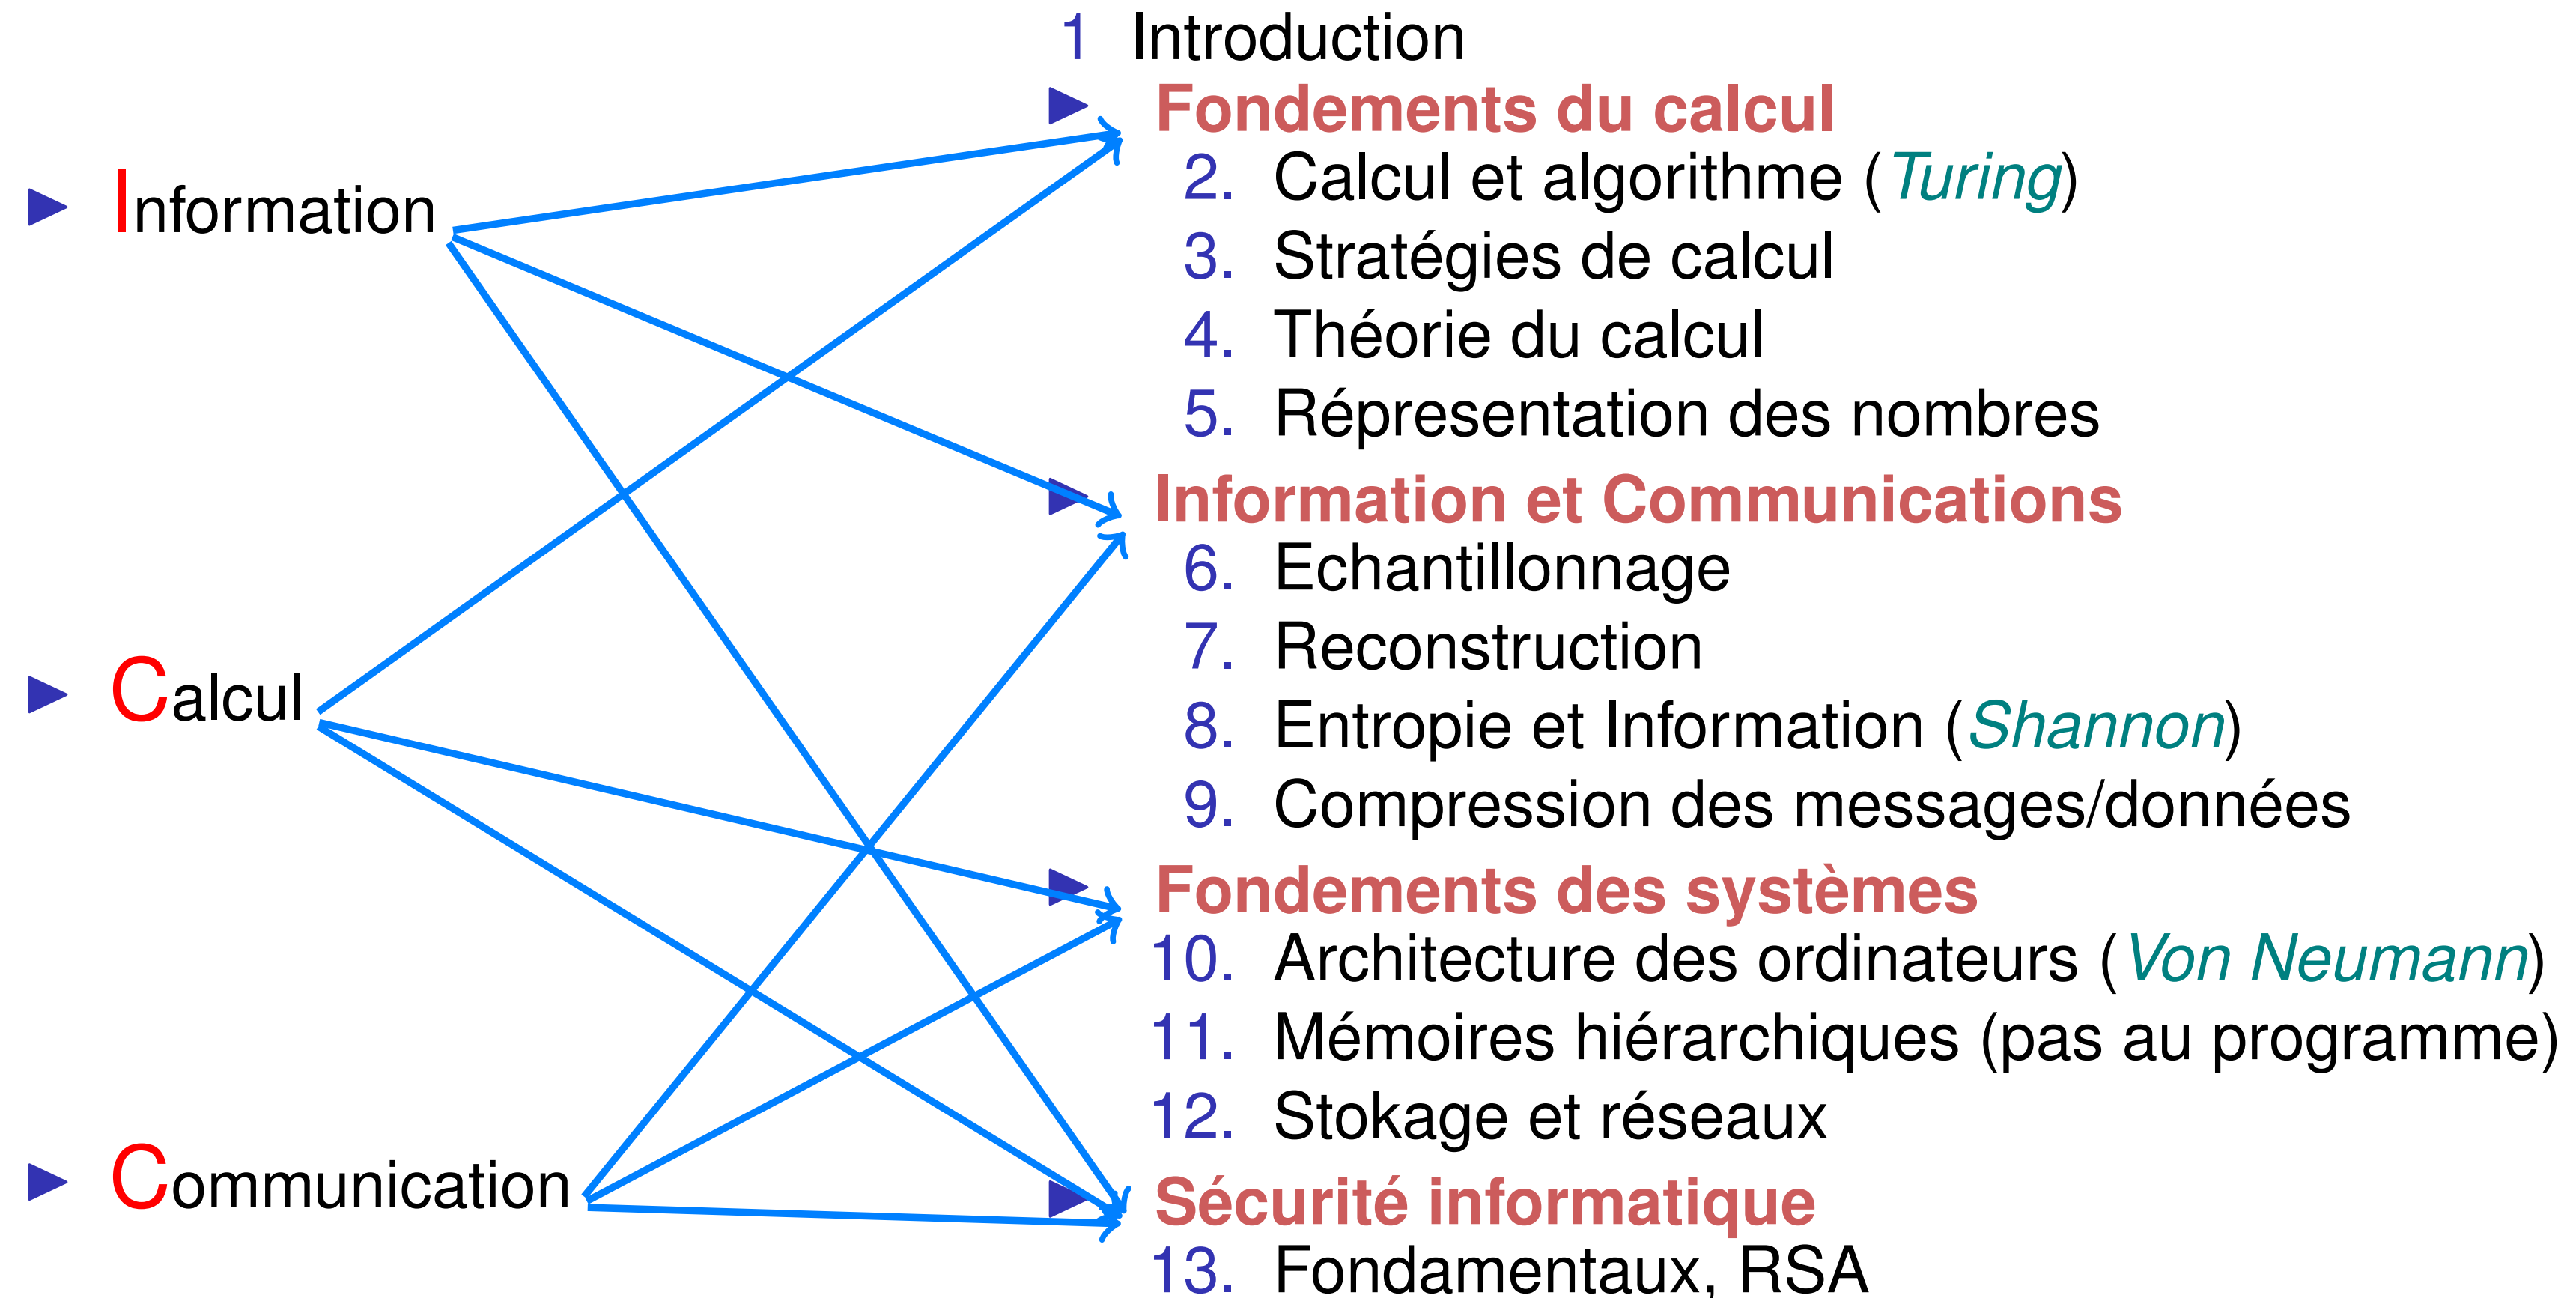 Information
Calcul
Communication
1 Introduction
Fondements du calcul
2. Calcul et algorithme (Turing)
3. Stratégies de calcul
4. Théorie du calcul
5. Répresentation des nombres
Information et Communications
6. Echantillonnage
7. Reconstruction
8. Entropie et Information (Shannon)
9. Compression des messages/données
Fondements des systèmes
10. Architecture des ordinateurs (Von Neumann)
11. Mémoires hiérarchiques (pas au programme)
12. Stokage et réseaux
Sécurité informatique
13. Fondamentaux, RSA